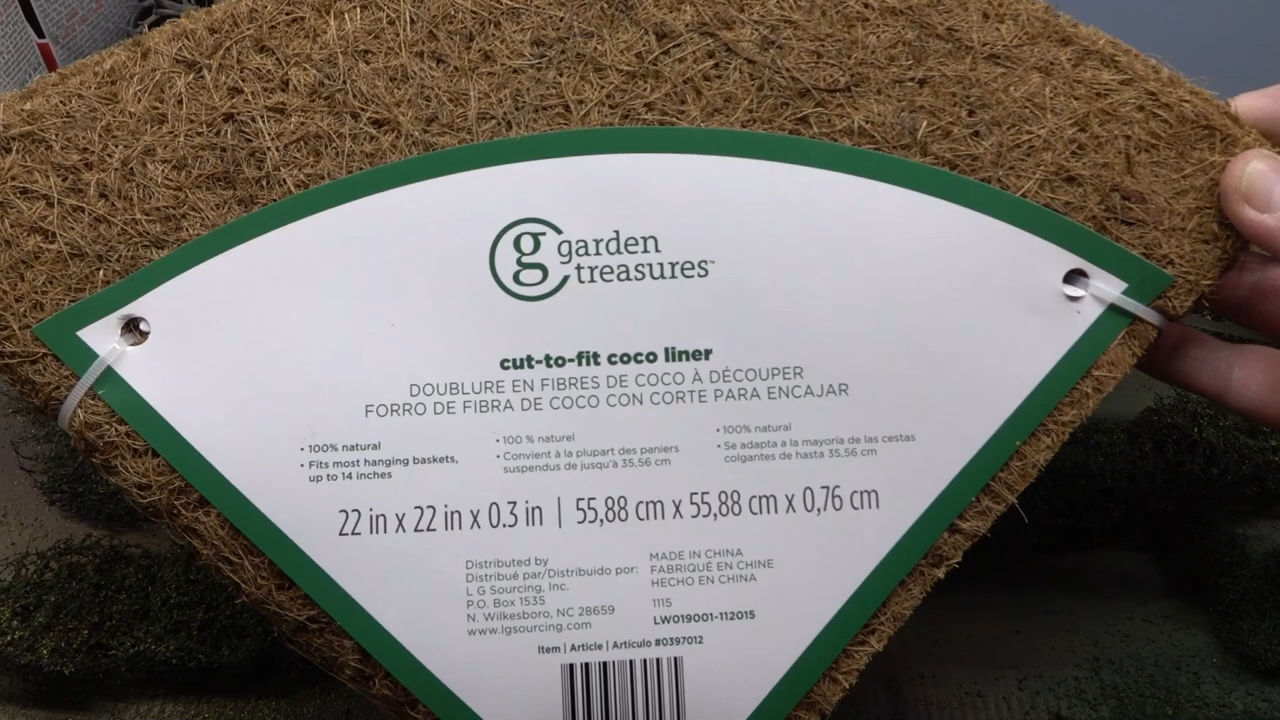 g garden
treasures™
cut-to-fit coco liner
DOUBLURE EN FIBRES DE COCO À DÉCOUPER
FORRO DE FIBRA DE COCO CON CORTE PARA ENCAJAR
• 100% natural
• Fits most hanging baskets,
up to 14 inches
• 100 % naturel
• Convient à la plupart des paniers
suspendus de jusqu'à 35,56 cm
• 100% natural
• Se adapta a la mayoría de las cestas
colgantes de hasta 35,56 cm
22 in x 22 in x 0.3 in | 55,88 cm x 55,88 cm x 0,76 cm
Distributed by
Distribué par/Distribuido por:
L G Sourcing, Inc.
P.O. Box 1535
N. Wilkesboro, NC 28659
www.lgsourcing.com
MADE IN CHINA
FABRIQUÉ EN CHINE
HECHO EN CHINA
1115
LWO19001-112015
Item | Article | Artículo #0397012